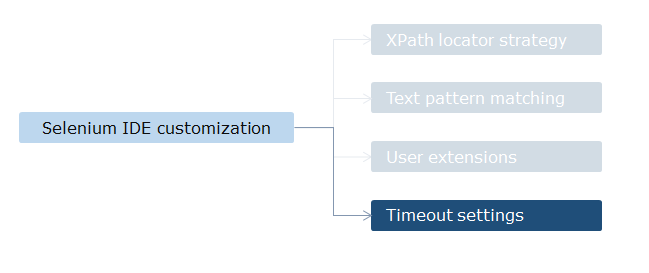 Selenium IDE customization
XPath locator strategy
Text pattern matching
User extensions
Timeout settings